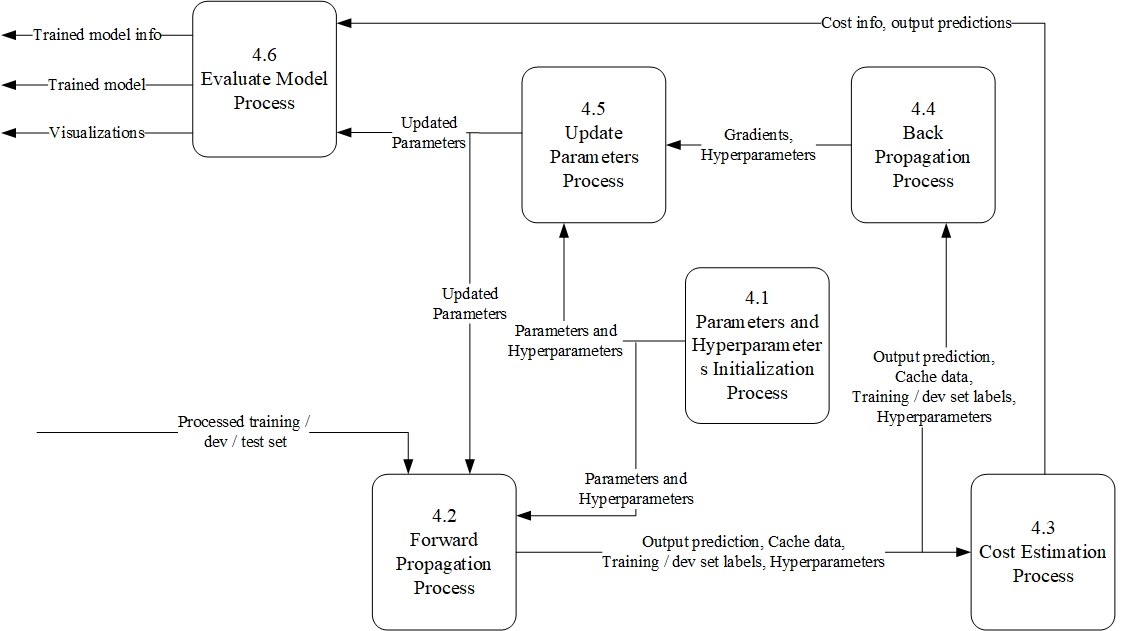 Cost info, output predictions
Trained model info
4.6
Evaluate Model
Process
Trained model
Visualizations
Updated
Parameters
4.5
Update
Parameters
Process
Gradients,
Hyperparameters
4.4
Back
Propagation
Process
Updated
Parameters
Parameters and
Hyperparameters
4.1
Parameters and
Hyperparameter
s Initialization
Process
Output prediction,
Cache data,
Training / dev set labels,
Hyperparameters
Processed training /
dev / test set
Parameters and
Hyperparameters
4.2
Forward
Propagation
Process
Output prediction, Cache data,
Training / dev set labels, Hyperparameters
4.3
Cost Estimation
Process